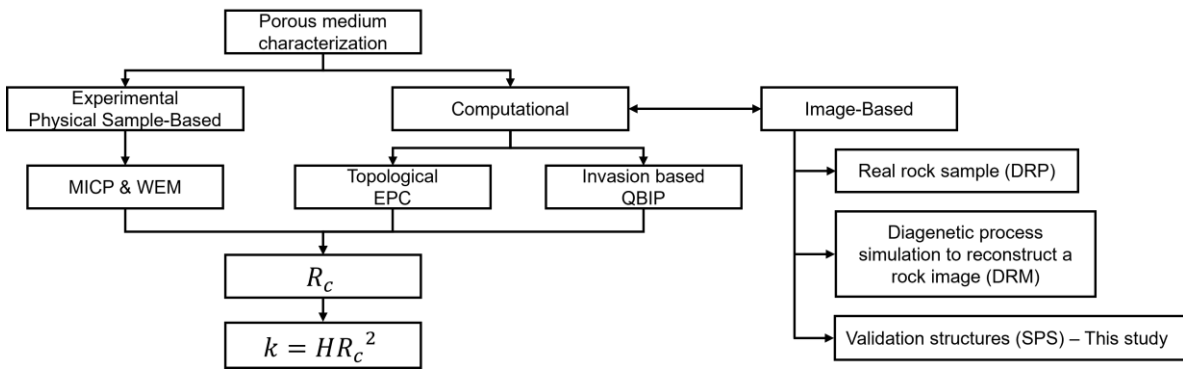 Porous medium
characterization
Experimental
Physical Sample-Based
Computational
Image-Based
MICP & WEM
Topological
EPC
Invasion based
QBIP
Real rock sample (DRP)
Diagenetic process
simulation to reconstruct a
rock image (DRM)
Validation structures (SPS) – This study
R_c
k = HR_c^2